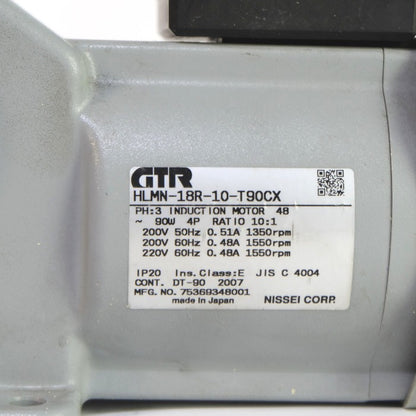 GTR
HLMN-18R-10-T90CX
PH:3 INDUCTION MOTOR 4B
~ 90W 4P RATIO 10:1
200V 50Hz 0.51A 1350rpm
200V 60Hz 0.48A 1550rpm
220V 60Hz 0.48A 1550rpm
IP20 Ins.Class:E JIS C 4004
CONT. DT-90 2007
MFG. NO. 75369348001
made in Japan NISSEI CORP.